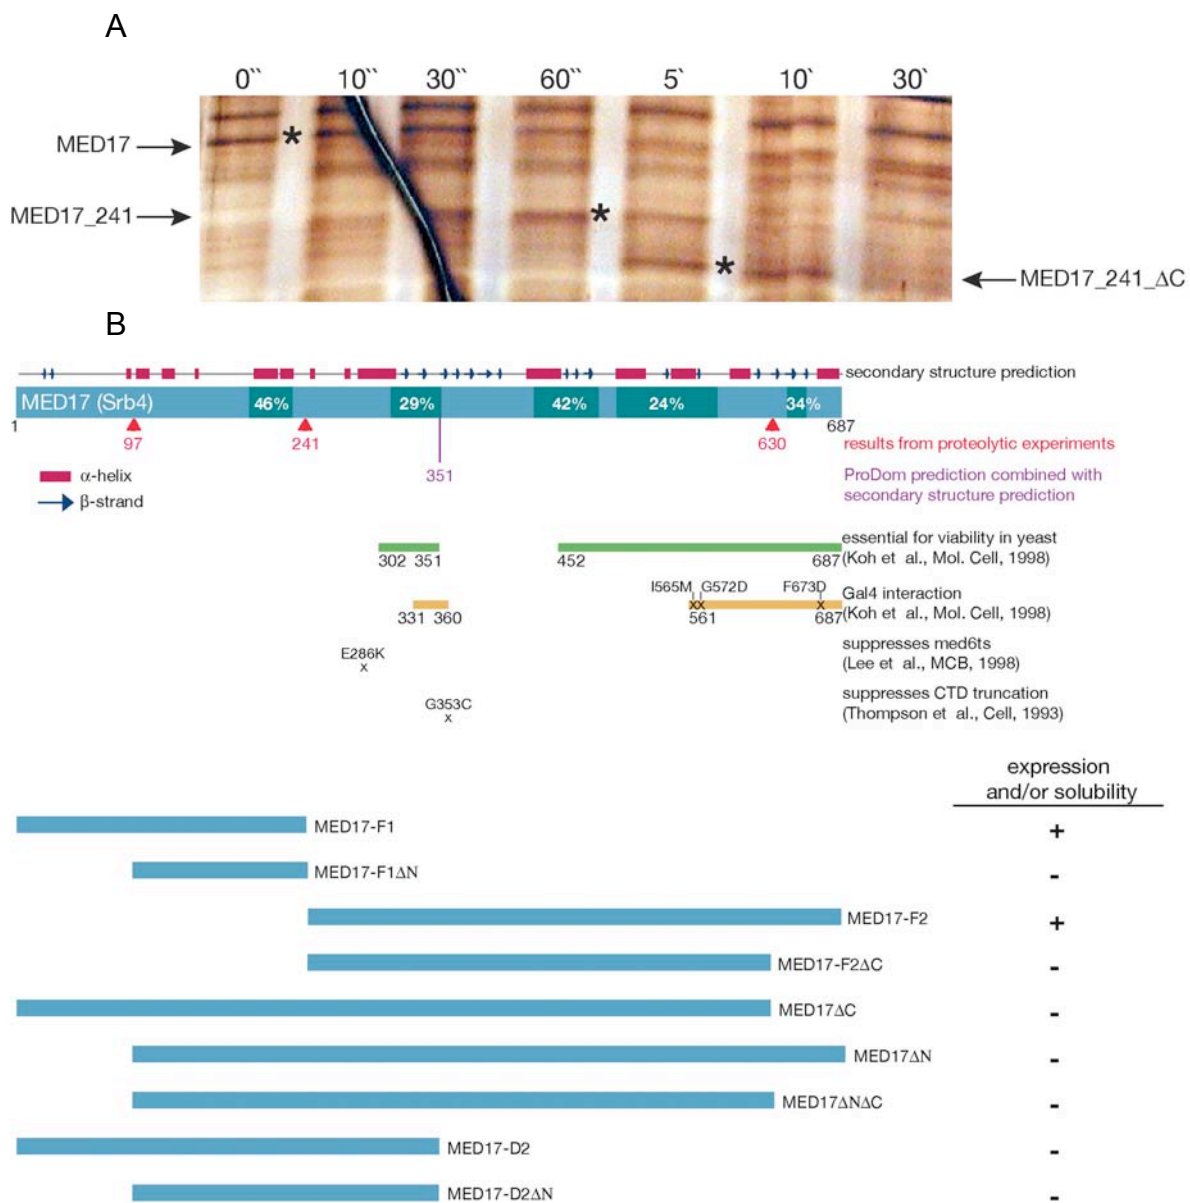 A
0`` 10`` 30`` 60`` 5` 10` 30`
MED17
*
MED17_241
*
*
MED17_241_ΔC
B
secondary structure prediction
MED17 (Srb4) 46% 29% 42% 24% 34%
1 687
97 241 630 results from proteolytic experiments
α-helix
β-strand
351
ProDom prediction combined with
secondary structure prediction
302 351 452 687
essential for viability in yeast
(Koh et al., Mol. Cell, 1998)
I565M G572D F673D
x x x
331 360 561 687
Gal4 interaction
(Koh et al., Mol. Cell, 1998)
E286K
x
suppresses med6ts
(Lee et al., MCB, 1998)
G353C
x
suppresses CTD truncation
(Thompson et al., Cell, 1993)
expression
and/or solubility
MED17-F1 +
MED17-F1ΔN -
MED17-F2 +
MED17-F2ΔC -
MED17ΔC -
MED17ΔN -
MED17ΔNΔC -
MED17-D2 -
MED17-D2ΔN -